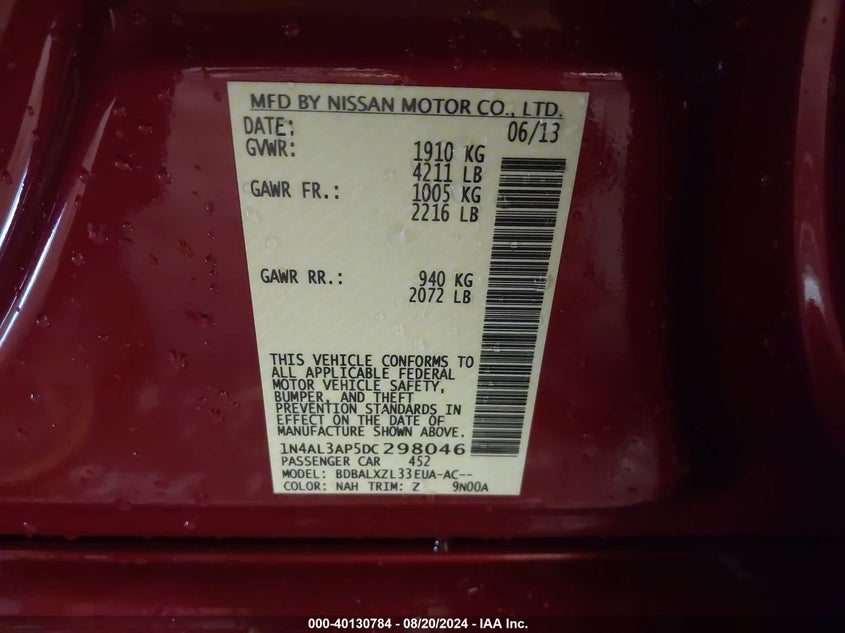 MFD BY NISSAN MOTOR CO., LTD.
DATE: 06/13
GVWR: 1910 KG
4211 LB
GAWR FR.: 1005 KG
2216 LB
GAWR RR.: 940 KG
2072 LB
THIS VEHICLE CONFORMS TO
ALL APPLICABLE FEDERAL
MOTOR VEHICLE SAFETY,
BUMPER, AND THEFT
PREVENTION STANDARDS IN
EFFECT ON THE DATE OF
MANUFACTURE SHOWN ABOVE.
1N4AL3AP5DC298046
PASSENGER CAR 452
MODEL: BDBALXZL33EUA-AC--
COLOR: NAH TRIM: Z 9N00A
000-40130784 - 08/20/2024 - IAA Inc.